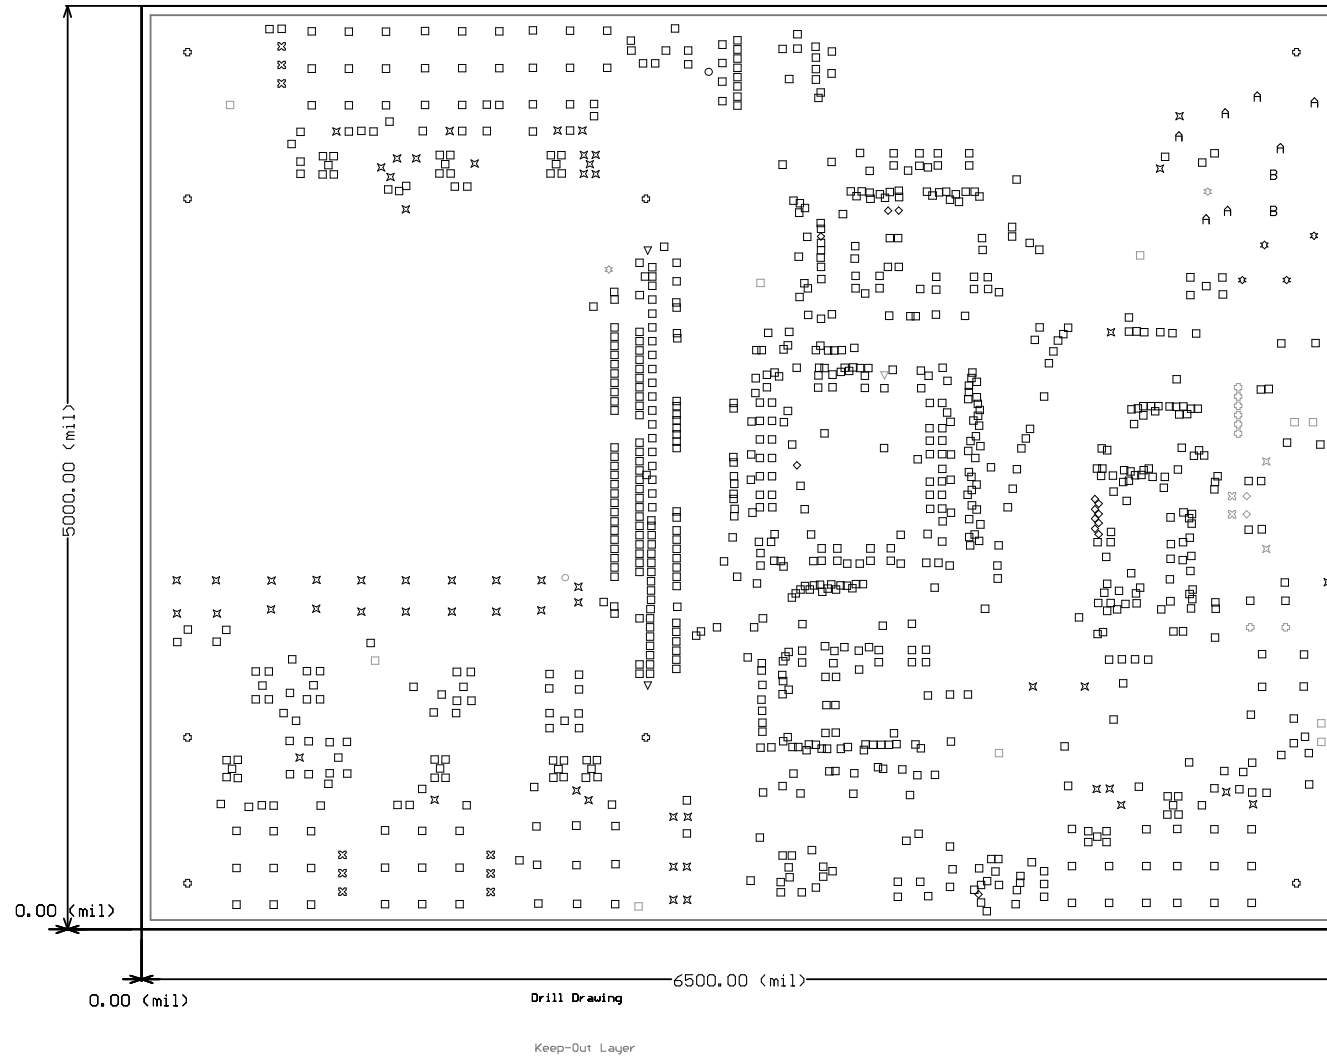 A
A
A
A
A
B
A
B
A
5000.00 (mil)
0.00 (mil)
6500.00 (mil)
0.00 (mil)
Drill Drawing
Keep-Out Layer